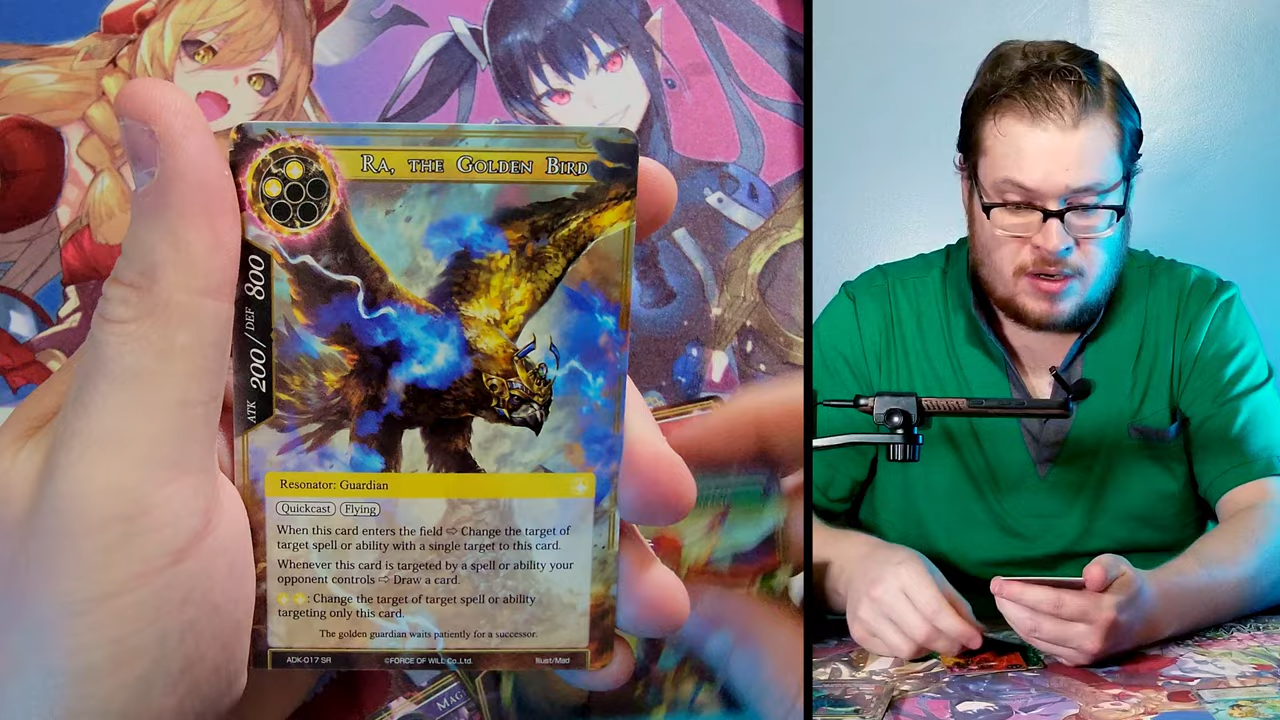 RA, THE GOLDEN BIRD
ATK 200 / DEF 800
Resonator: Guardian
Quickcast Flying
When this card enters the field ⇨ Change the target of
target spell or ability with a single target to this card.
Whenever this card is targeted by a spell or ability your
opponent controls ⇨ Draw a card.
: Change the target of target spell or ability
targeting only this card.
The golden guardian waits patiently for a successor.
ADK-017 SR ©FORCE OF WILL Co.,Ltd. Illust/Mad
MAG